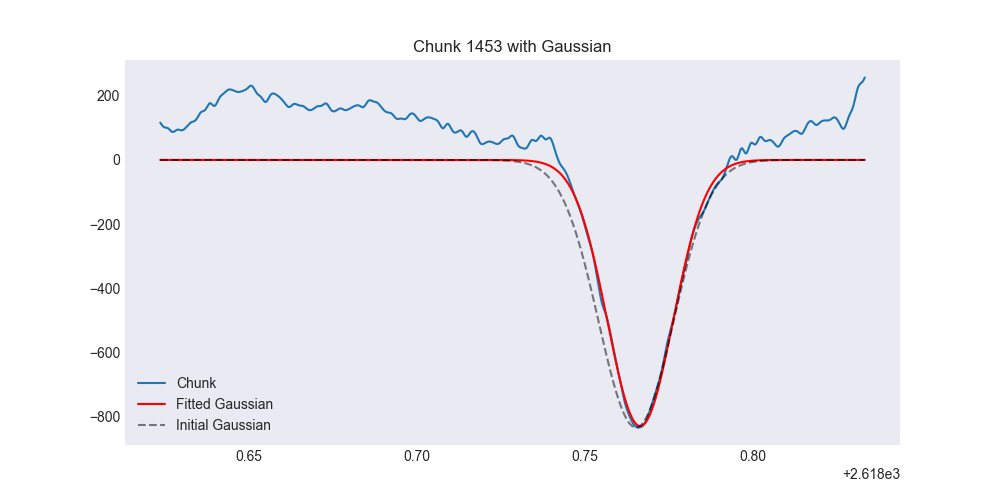 Chunk 1453 with Gaussian
200
0
−200
−400
−600
−800
Chunk
Fitted Gaussian
Initial Gaussian
0.65 0.70 0.75 0.80
+2.618e3